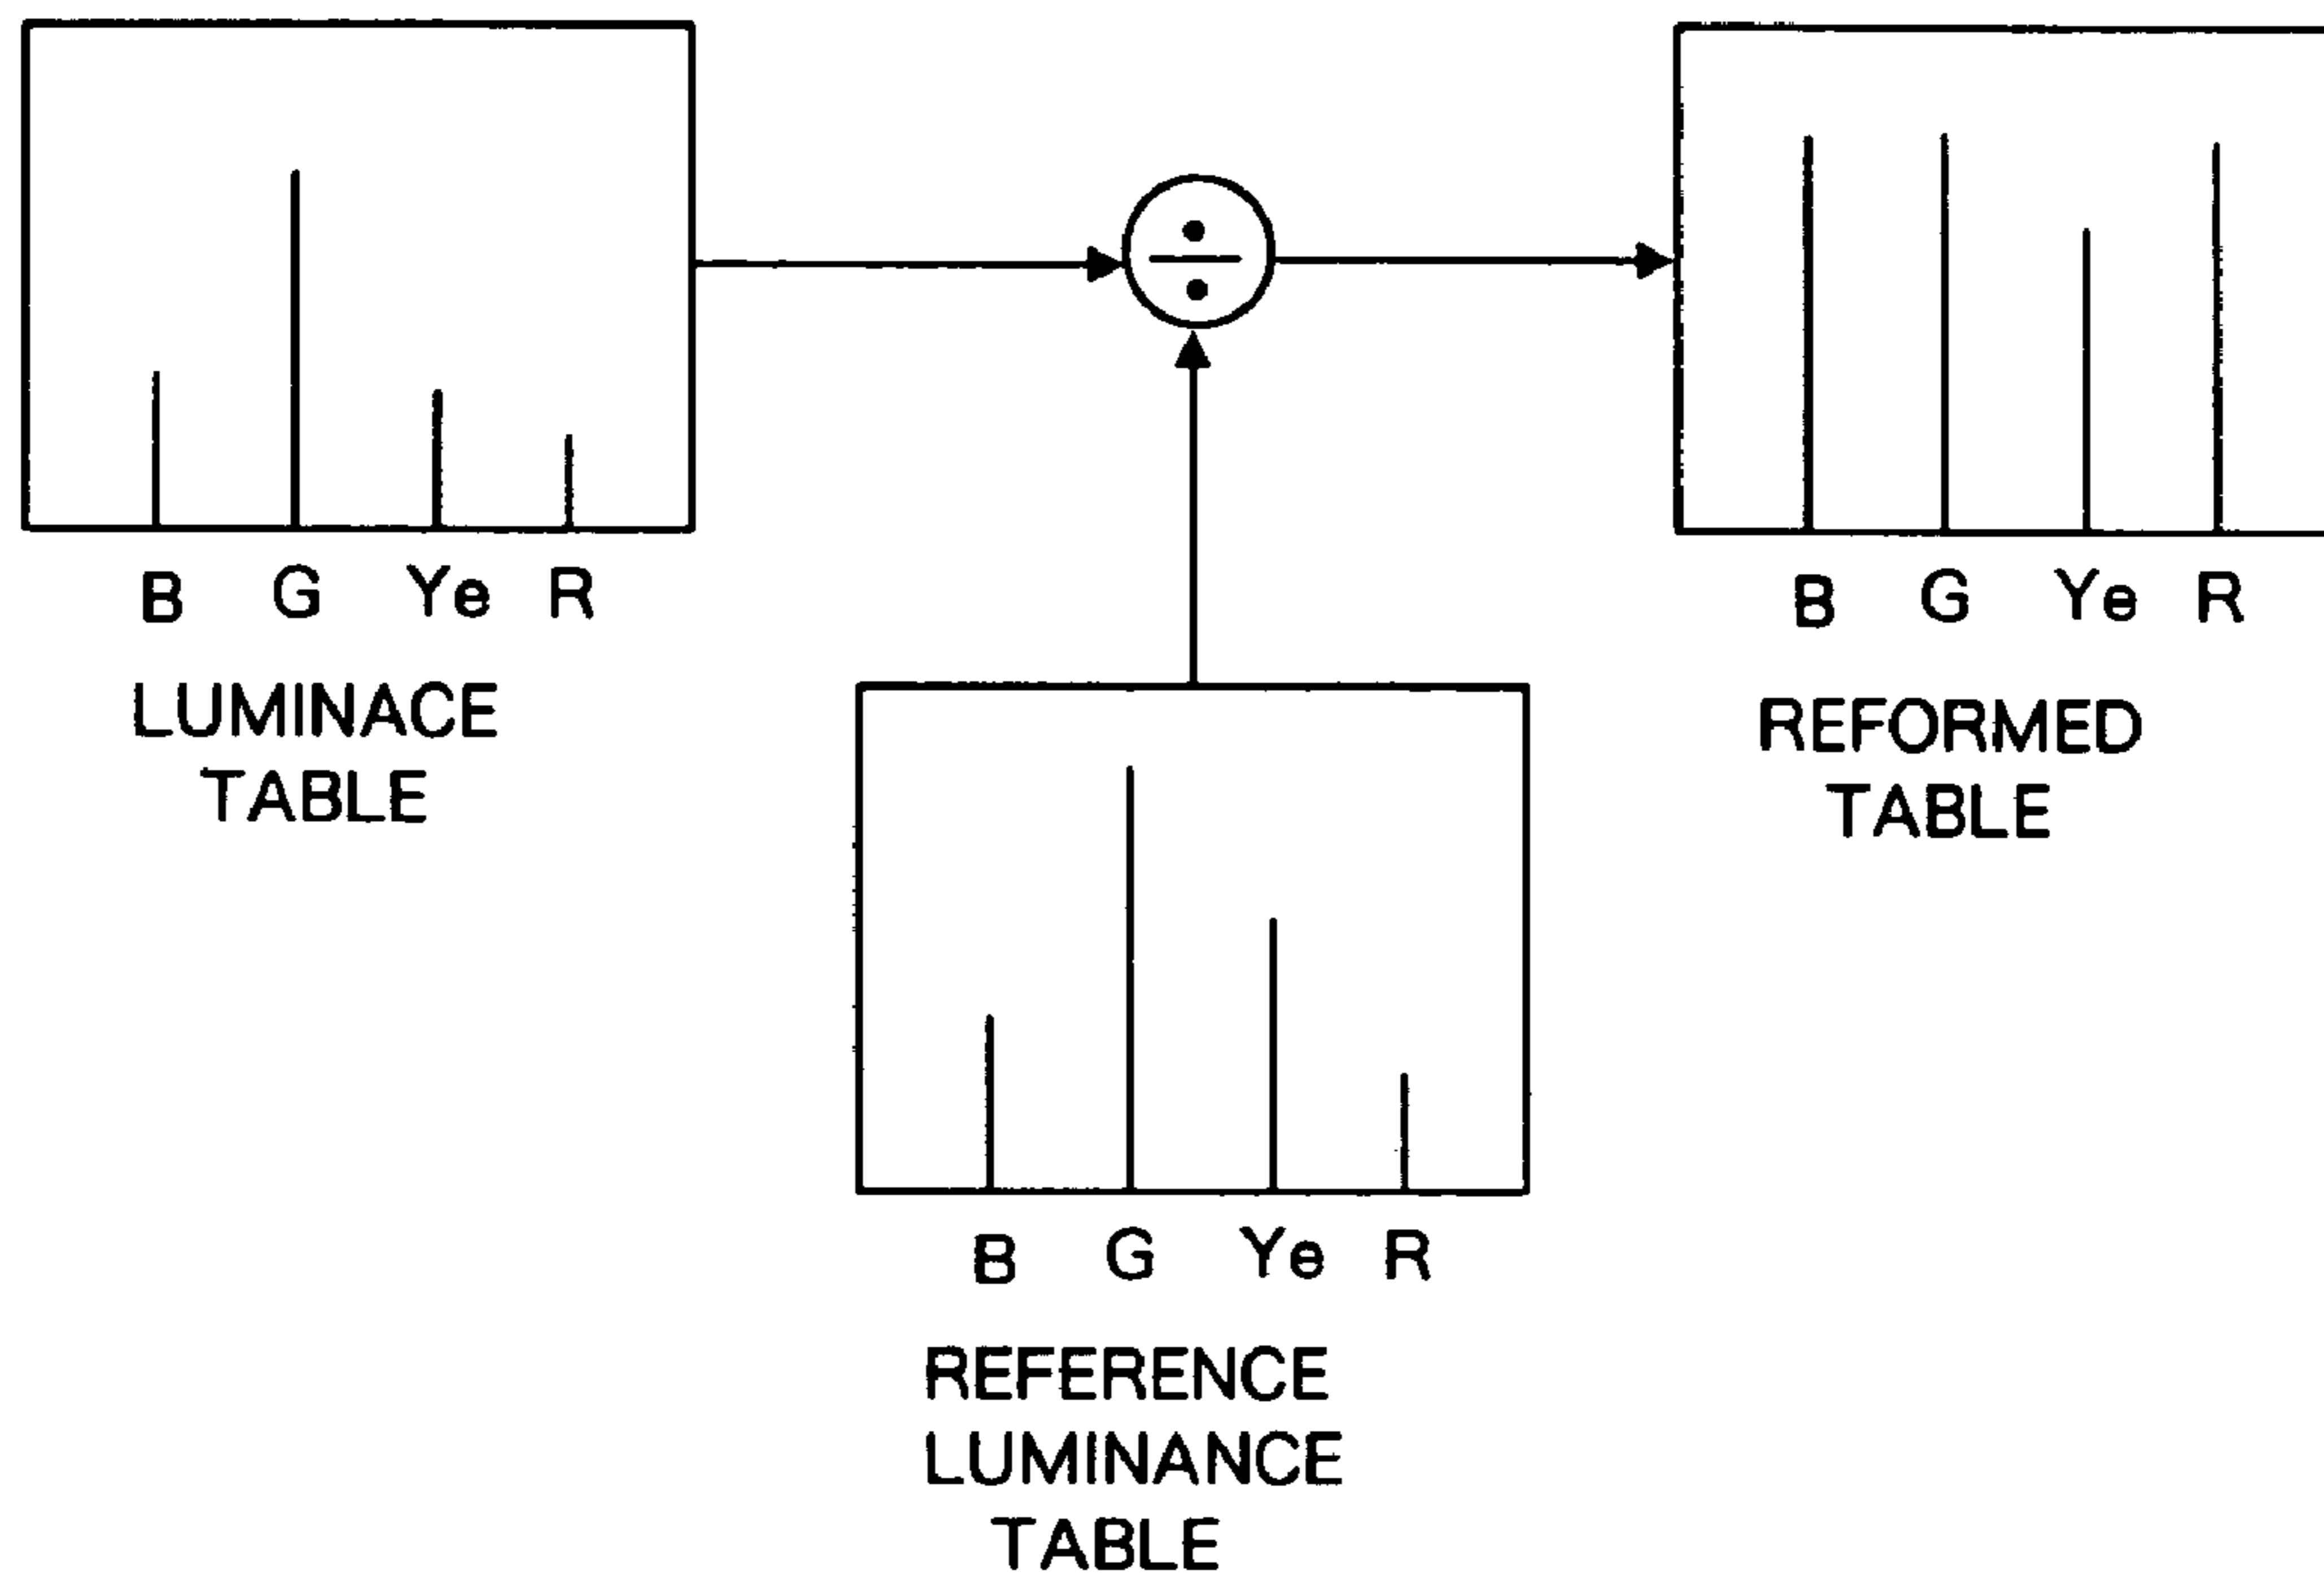 B G Ye R
LUMINACE
TABLE
÷
B G Ye R
REFORMED
TABLE
B G Ye R
REFERENCE
LUMINANCE
TABLE